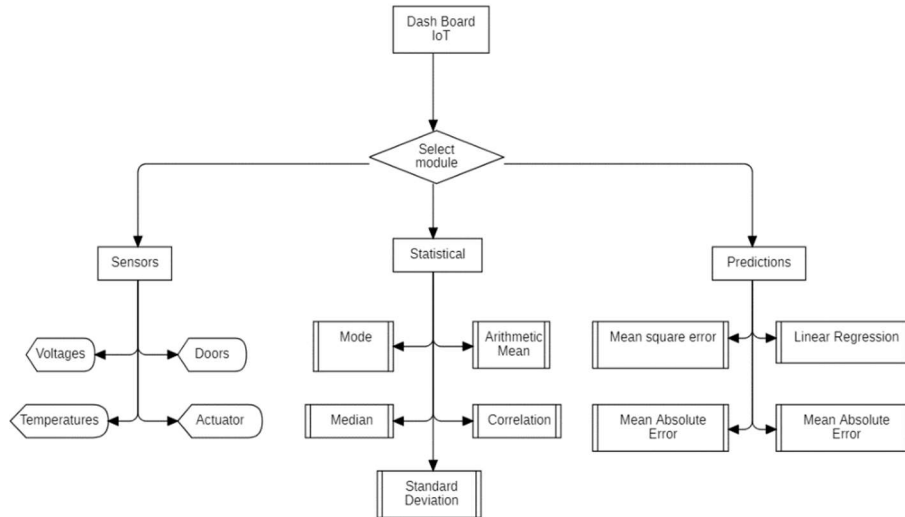 Dash Board
IoT
Select
module
Sensors
Statistical
Predictions
Voltages
Doors
Mode
Arithmetic
Mean
Mean square error
Linear Regression
Temperatures
Actuator
Median
Correlation
Mean Absolute
Error
Mean Absolute
Error
Standard
Deviation